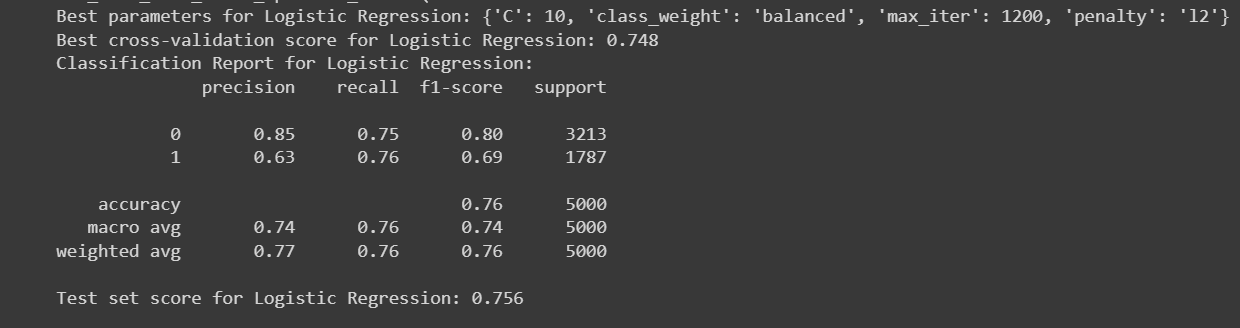 Best parameters for Logistic Regression: {'C': 10, 'class_weight': 'balanced', 'max_iter': 1200, 'penalty': 'l2'}
Best cross-validation score for Logistic Regression: 0.748
Classification Report for Logistic Regression:
precision recall f1-score support
0 0.85 0.75 0.80 3213
1 0.63 0.76 0.69 1787
accuracy 0.76 5000
macro avg 0.74 0.76 0.74 5000
weighted avg 0.77 0.76 0.76 5000
Test set score for Logistic Regression: 0.756